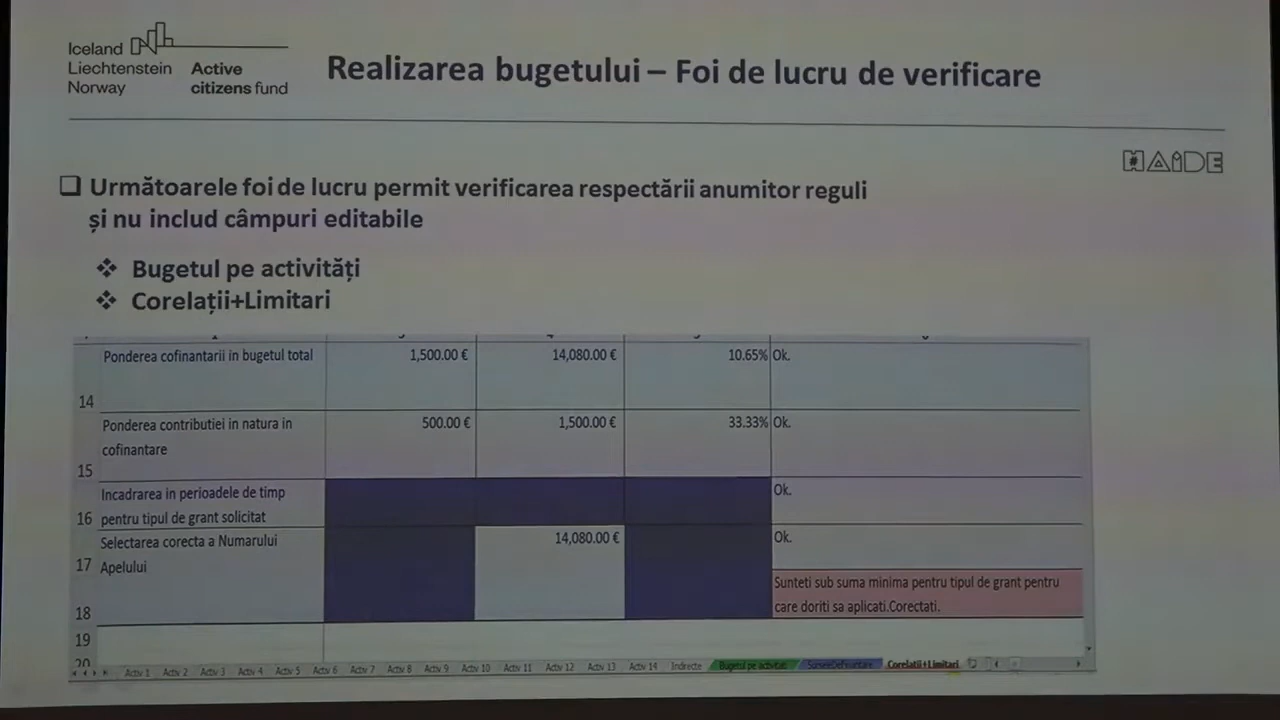 Iceland
Liechtenstein
Norway
Active
citizens fund
Realizarea bugetului – Foi de lucru de verificare
#AIDE
Următoarele foi de lucru permit verificarea respectării anumitor reguli
și nu includ câmpuri editabile
Bugetul pe activități
Corelații+Limitari
Ponderea cofinantarii in bugetul total 1,500.00 € 14,080.00 € 10.65% Ok.
14
Ponderea contributiei in natura in 500.00 € 1,500.00 € 33.33% Ok.
cofinantare
15
Incadrarea in perioadele de timp Ok.
16 pentru tipul de grant solicitat
Selectarea corecta a Numarului 14,080.00 € Ok.
17 Apelului
Sunteti sub suma minima pentru tipul de grant pentru
18 care doriti sa aplicati.Corectati.
19
20
Activ 1 Activ 2 Activ 3 Activ 4 Activ 5 Activ 6 Activ 7 Activ 8 Activ 9 Activ 10 Activ 11 Activ 12 Activ 13 Activ 14 Indirecte Bugetul pe activitati SurseDeFinantare Corelatii+Limitari